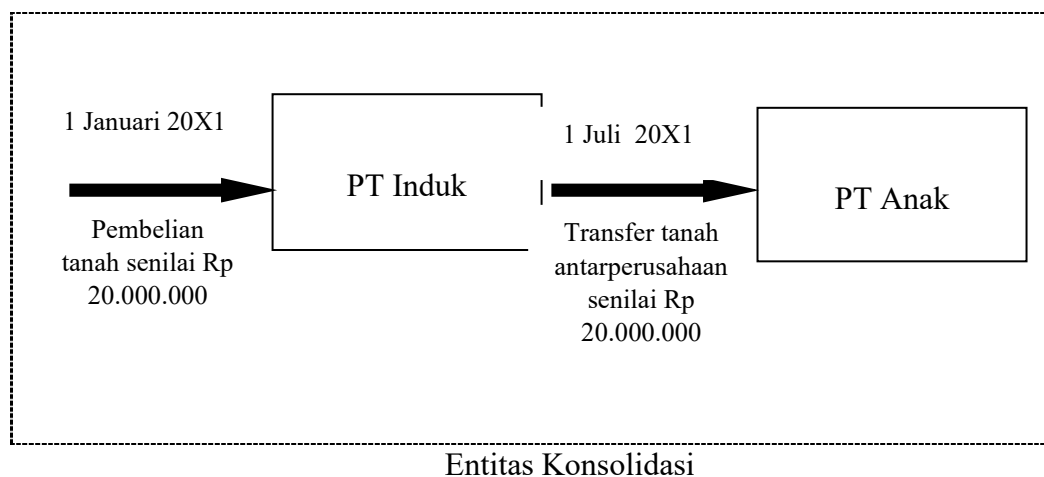 1 Januari 20X1
Pembelian
tanah senilai Rp
20.000.000
PT Induk
1 Juli 20X1
Transfer tanah
antarperusahaan
senilai Rp
20.000.000
PT Anak
Entitas Konsolidasi